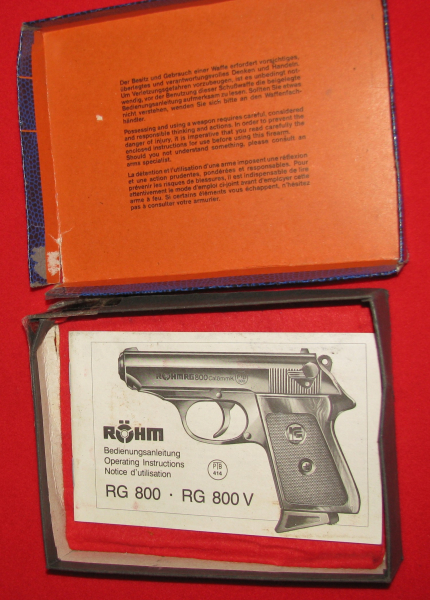 Der Besitz und Gebrauch einer Waffe erfordert vorsichtiges,
überlegtes und verantwortungsvolles Denken und Handeln.
Um Verletzungsgefahren vorzubeugen, ist es unbedingt not-
wendig, vor der Benutzung dieser Schußwaffe die beigelegte
Bedienungsanleitung aufmerksam zu lesen. Sollten Sie etwas
nicht verstehen, wenden Sie sich bitte an den Waffenfach-
händler.
Possessing and using a weapon requires careful, considered
and responsible thinking and actions. In order to prevent the
danger of injury, it is imperative that you read carefully the
enclosed instructions for use before using this firearm.
Should you not understand something, please consult an
arms specialist.
La détention et l'utilisation d'une arme imposent une réflexion
et une action prudentes, pondérées et responsables. Pour
prévenir les risques de blessures, il est indispensable de lire
attentivement le mode d'emploi ci-joint avant d'employer cette
arme à feu. Si certains éléments vous échappent, n'hésitez
pas à consulter votre armurier.
RÖHM RG 800
RÖHM
Bedienungsanleitung
Operating Instructions
Notice d'utilisation
PTB
414
RG 800 · RG 800 V